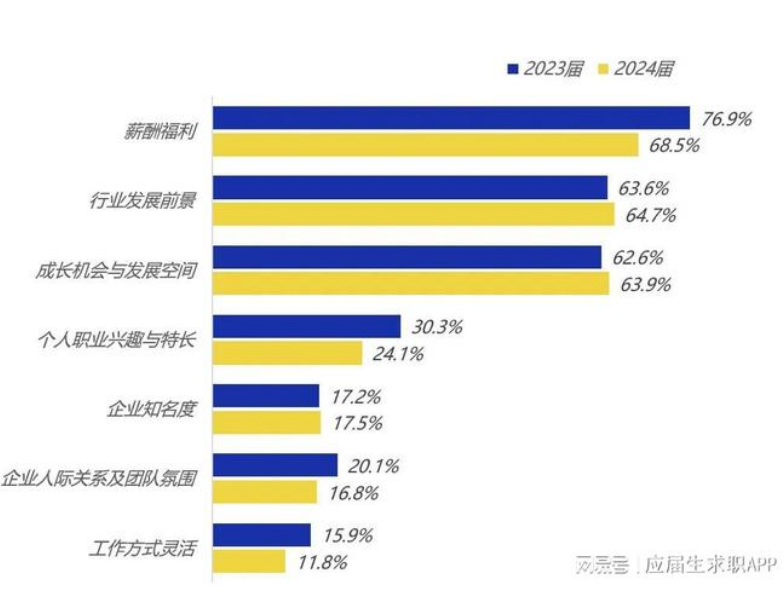 2023届 2024届
薪酬福利 76.9%
68.5%
行业发展前景 63.6%
64.7%
成长机会与发展空间 62.6%
63.9%
个人职业兴趣与特长 30.3%
24.1%
企业知名度 17.2%
17.5%
企业人际关系及团队氛围 20.1%
16.8%
工作方式灵活 15.9%
11.8%
网易号 应届生求职APP